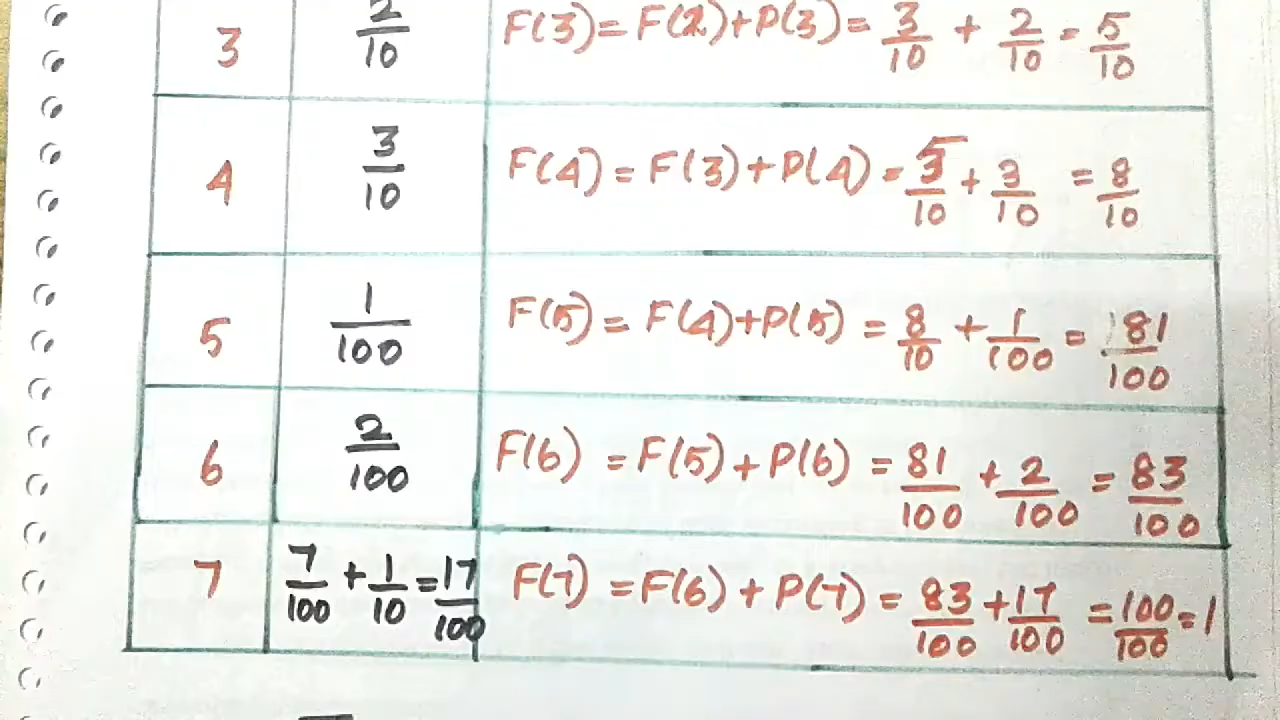 3 2/10 F(3) = F(2)+P(3) = 3/10 + 2/10 = 5/10
4 3/10 F(4) = F(3)+P(4) = 5/10 + 3/10 = 8/10
5 1/100 F(5) = F(4)+P(5) = 8/10 + 1/100 = 81/100
6 2/100 F(6) = F(5)+P(6) = 81/100 + 2/100 = 83/100
7 7/100 + 1/10 = 17/100 F(7) = F(6) + P(7) = 83/100 + 17/100 = 100/100 = 1